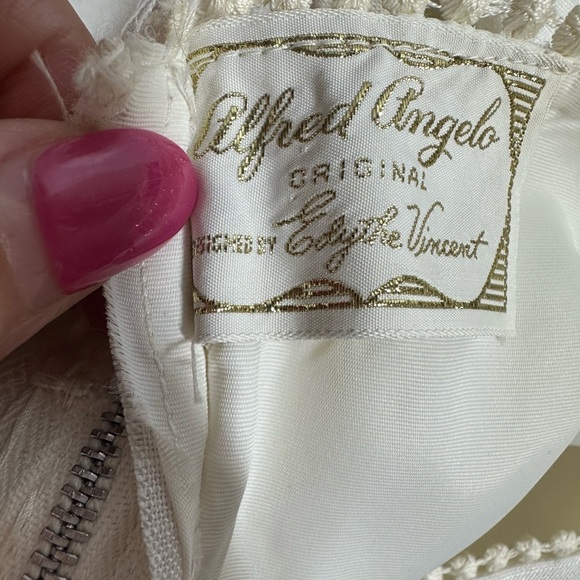 Alfred Angelo
ORIGINAL
DESIGNED BY Edythe Vincent